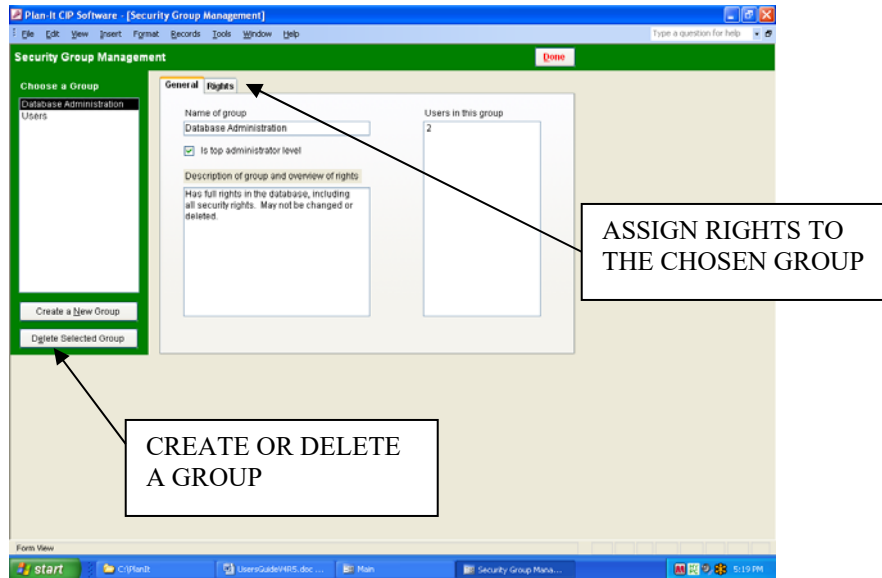 Plan-It CIP Software - [Security Group Management]
File Edit View Insert Format Records Tools Window Help
Type a question for help
Security Group Management
Done
Choose a Group
Database Administration
Users
Create a New Group
Delete Selected Group
General Rights
Name of group
Database Administration
Is top administrator level
Description of group and overview of rights
Has full rights in the database, including
all security rights. May not be changed or
deleted.
Users in this group
2
ASSIGN RIGHTS TO
THE CHOSEN GROUP
CREATE OR DELETE
A GROUP
Form View
start
C:\PlanIt
UsersGuideV4R5.doc ...
Main
Security Group Mana...
5:19 PM